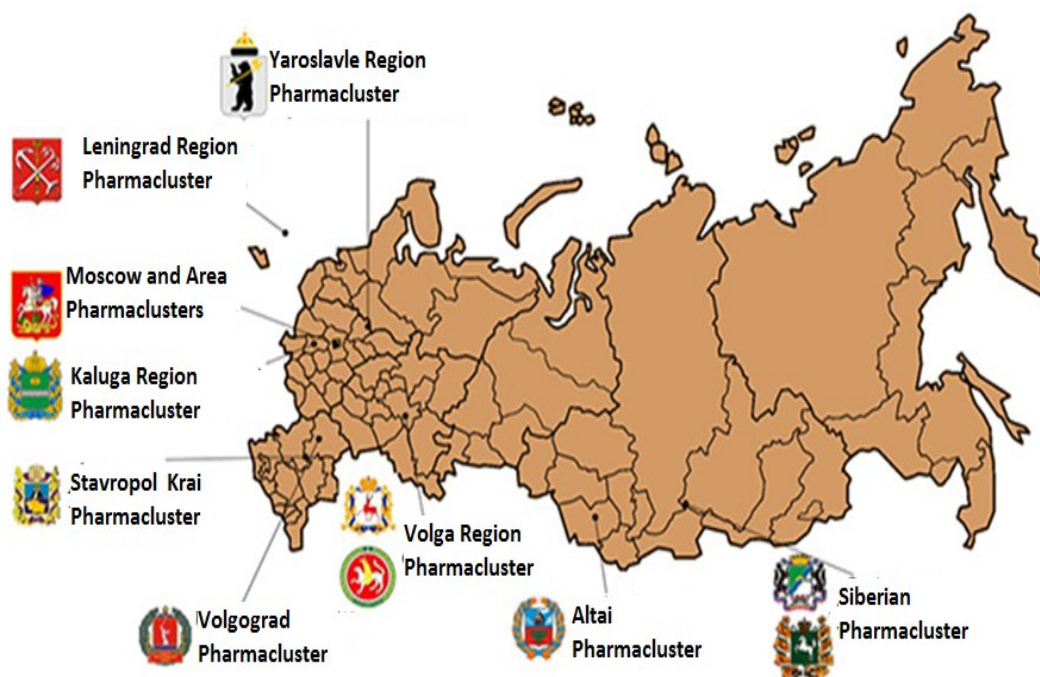 Yaroslavle Region
Pharmacluster
Leningrad Region
Pharmacluster
Moscow and Area
Pharmaclusters
Kaluga Region
Pharmacluster
Stavropol Krai
Pharmacluster
Volga Region
Pharmacluster
Volgograd
Pharmacluster
Altai
Pharmacluster
Siberian
Pharmacluster